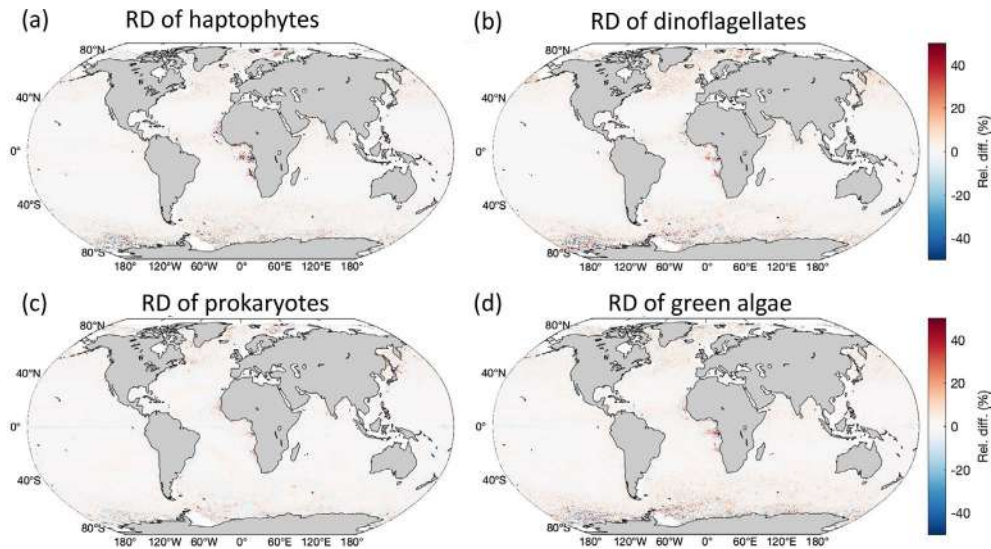 (a) RD of haptophytes
80°N
40°N
0°
40°S
80°S
180° 120°W 60°W 0° 60°E 120°E 180°
(b) RD of dinoflagellates
80°N
40°N
0°
40°S
80°S
180° 120°W 60°W 0° 60°E 120°E 180°
40
20
0
-20
-40
Rel. diff. (%)
(c) RD of prokaryotes
80°N
40°N
0°
40°S
80°S
180° 120°W 60°W 0° 60°E 120°E 180°
(d) RD of green algae
80°N
40°N
0°
40°S
80°S
180° 120°W 60°W 0° 60°E 120°E 180°
40
20
0
-20
-40
Rel. diff. (%)